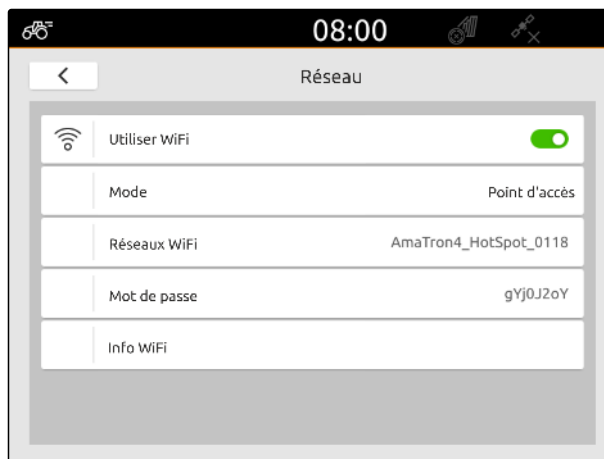 08:00
Réseau
Utiliser WiFi
Mode Point d'accès
Réseaux WiFi AmaTron4_HotSpot_0118
Mot de passe gYj0J2oY
Info WiFi